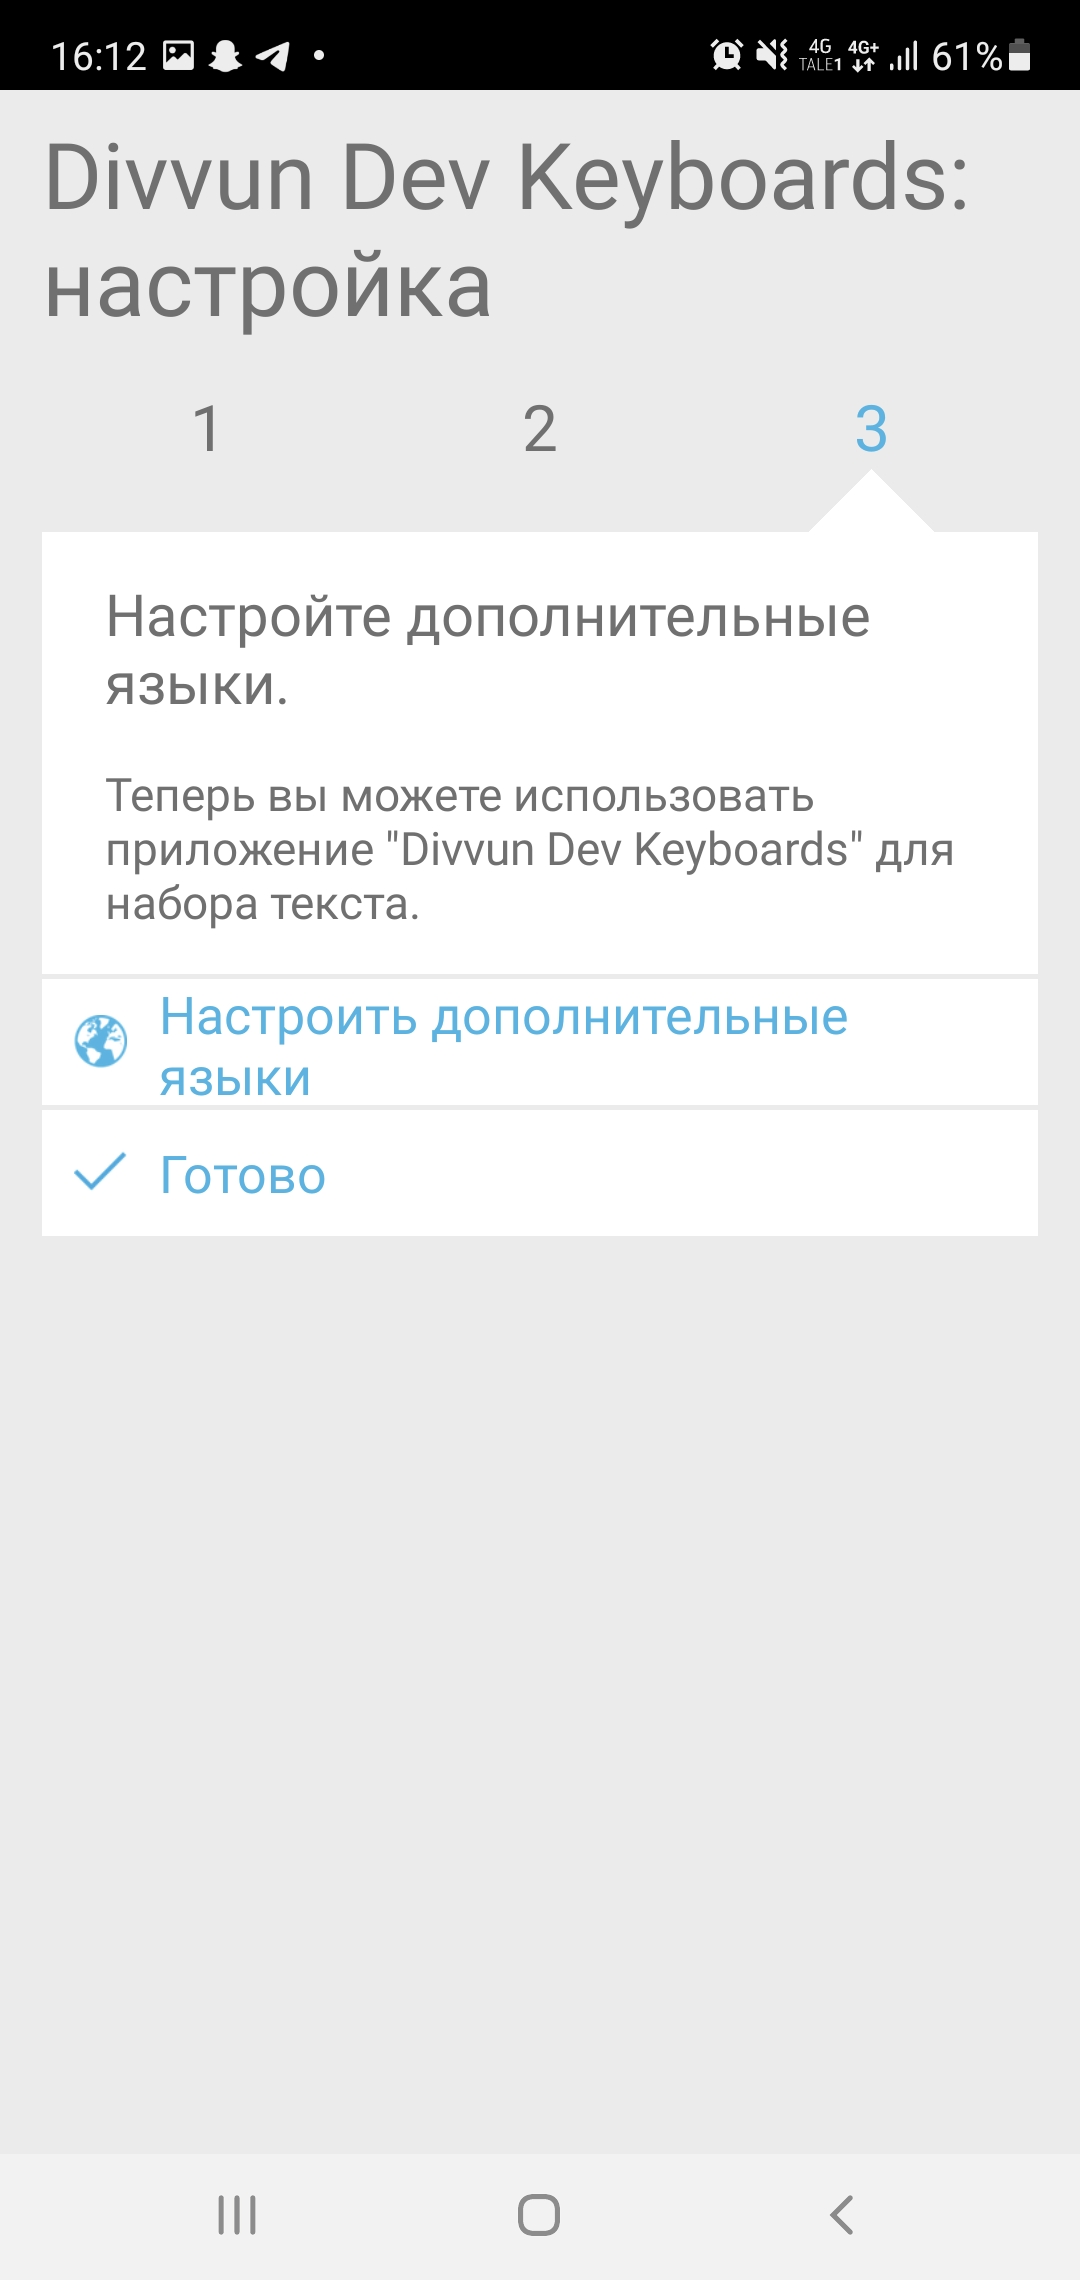 16:12 4G TALE1 4G+ 61%
Divvun Dev Keyboards:
настройка
1 2 3
Настройте дополнительные
языки.
Теперь вы можете использовать
приложение "Divvun Dev Keyboards" для
набора текста.
Настроить дополнительные
языки
Готово